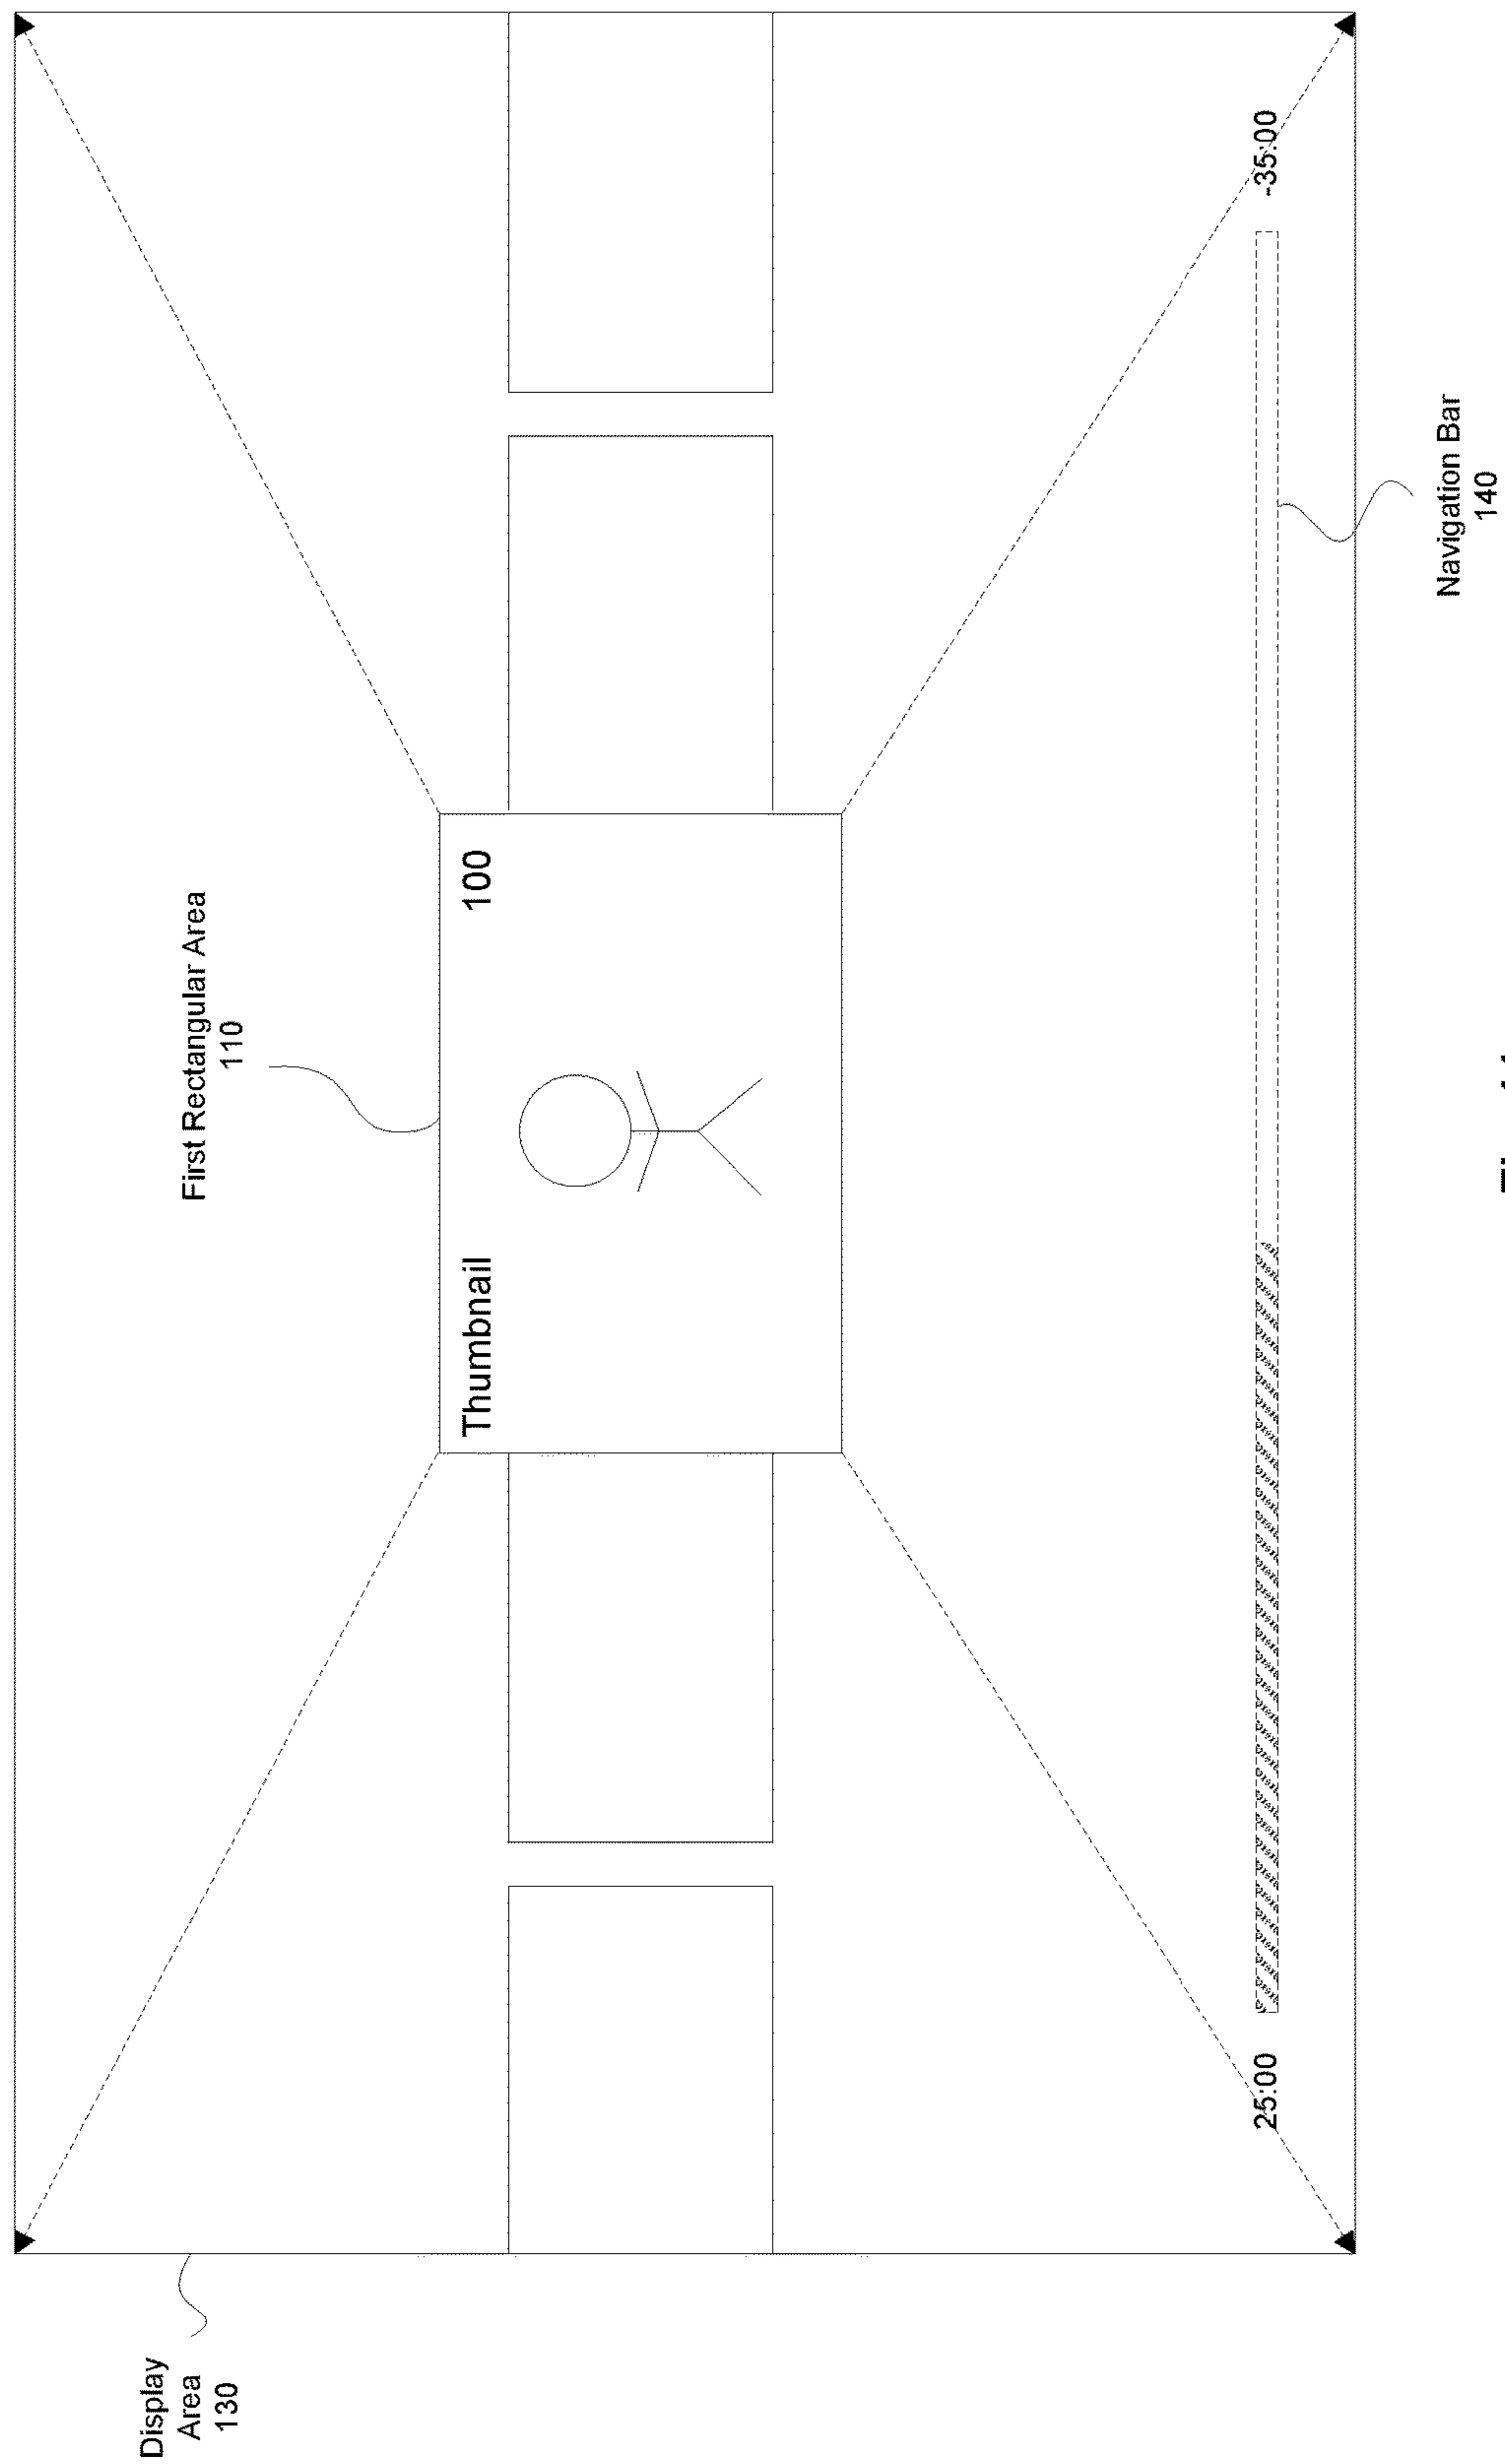 First Rectangular Area
110
Thumbnail 100
25:00 -35:00
Display
Area
130
Navigation Bar
140